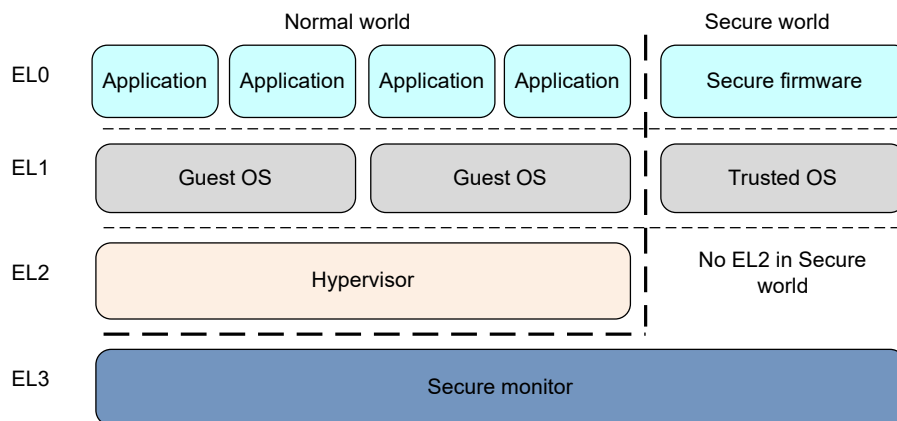 Normal world
Secure world
EL0
Application
Application
Application
Application
Secure firmware
EL1
Guest OS
Guest OS
Trusted OS
EL2
Hypervisor
No EL2 in Secure
world
EL3
Secure monitor